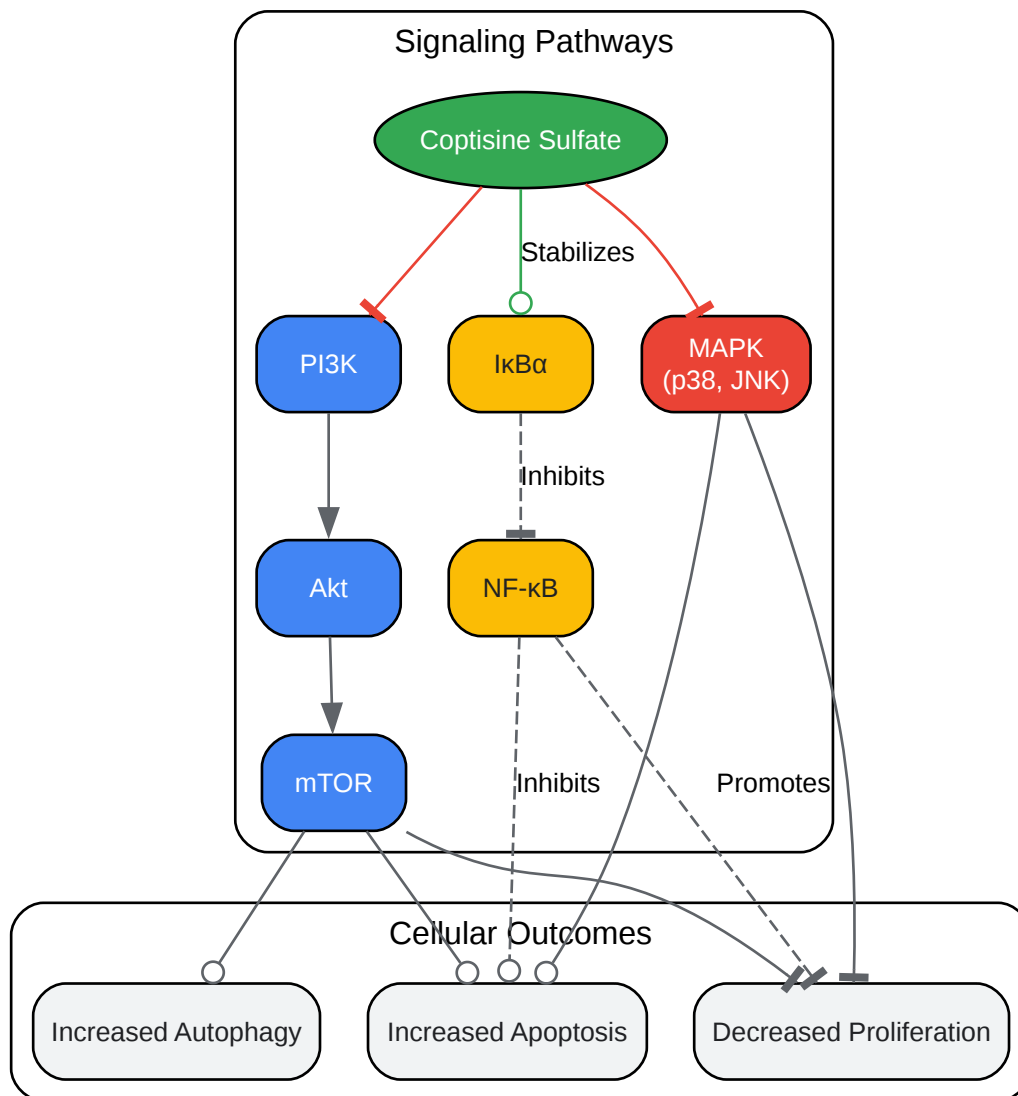 Signaling Pathways
Coptisine Sulfate
Stabilizes
PI3K
IκBα
MAPK
(p38, JNK)
Inhibits
Akt
NF-κB
mTOR
Inhibits
Promotes
Cellular Outcomes
Increased Autophagy
Increased Apoptosis
Decreased Proliferation